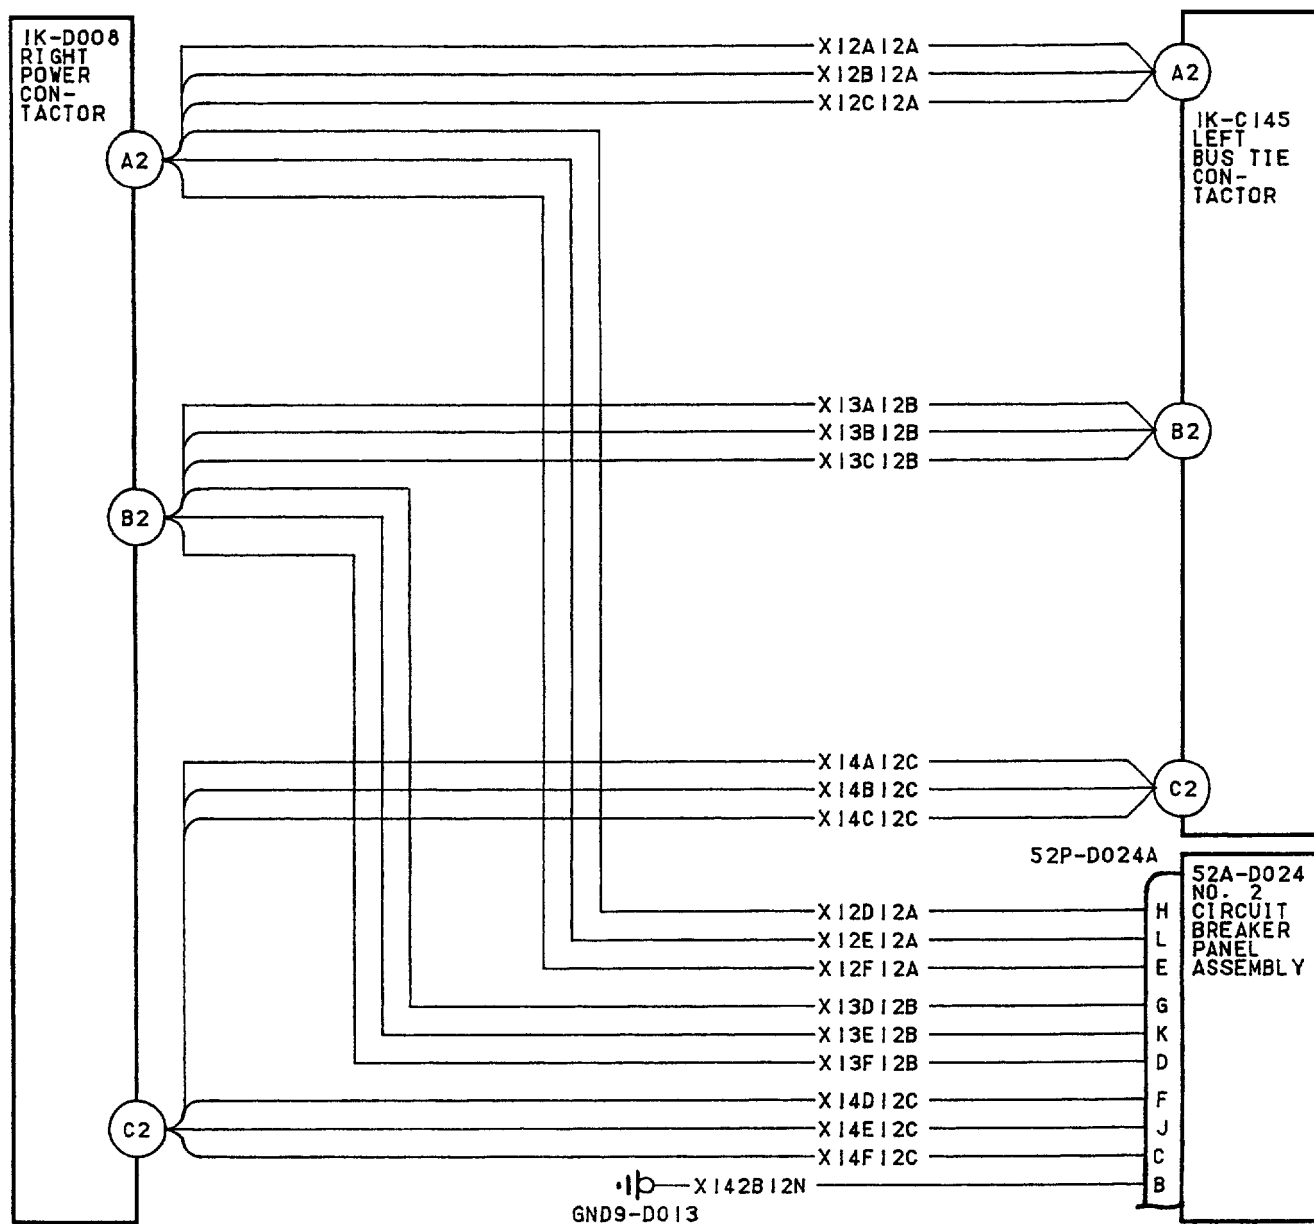 1K-D008
RIGHT
POWER
CON-
TACTOR
A2
B2
C2
X12A12A
X12B12A
X12C12A
A2
1K-C145
LEFT
BUS TIE
CON-
TACTOR
X13A12B
X13B12B
X13C12B
B2
X14A12C
X14B12C
X14C12C
C2
52P-D024A
52A-D024
NO. 2
CIRCUIT
BREAKER
PANEL
ASSEMBLY
X12D12A H
X12E12A L
X12F12A E
X13D12B G
X13E12B K
X13F12B D
X14D12C F
X14E12C J
X14F12C C
X142B12N B
GND9-D013